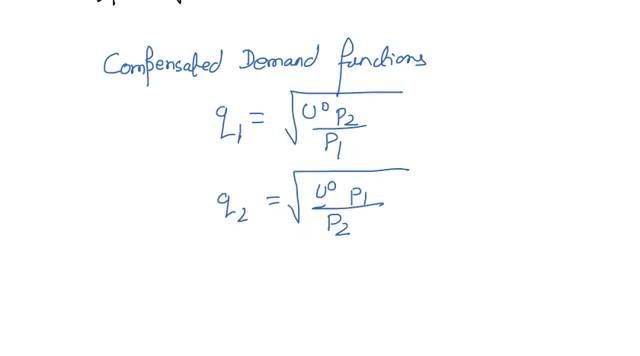 Compensated Demand functions
q₁ = √(U⁰ P₂ / P₁)
q₂ = √(U⁰ P₁ / P₂)